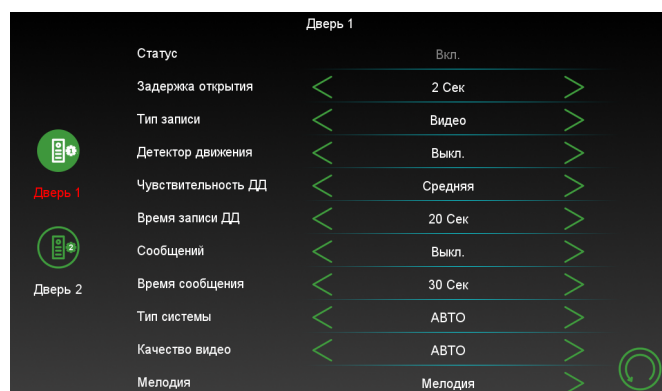 Дверь 1
Статус Вкл.
Задержка открытия 2 Сек
Тип записи Видео
Детектор движения Выкл.
Чувствительность ДД Средняя
Время записи ДД 20 Сек
Сообщений Выкл.
Время сообщения 30 Сек
Тип системы АВТО
Качество видео АВТО
Мелодия Мелодия
1
Дверь 1
2
Дверь 2